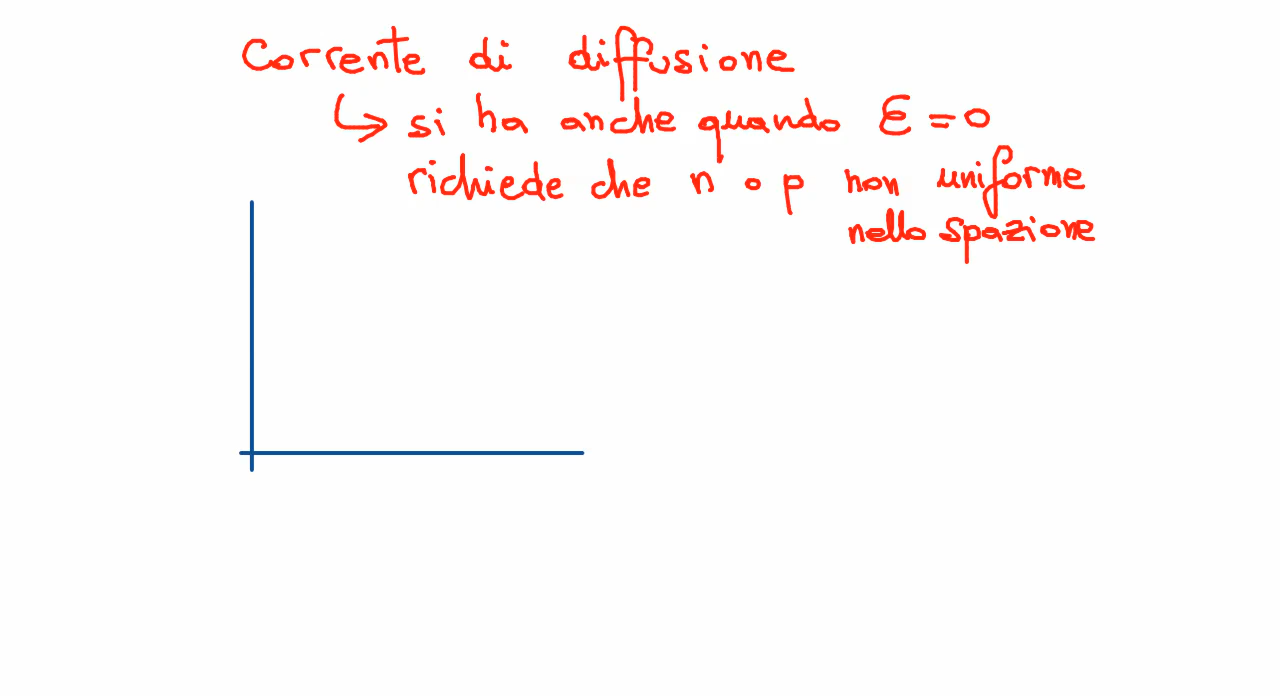 Corrente di diffusione
↳ si ha anche quando ℰ = 0
richiede che n o p non uniforme
nello spazione